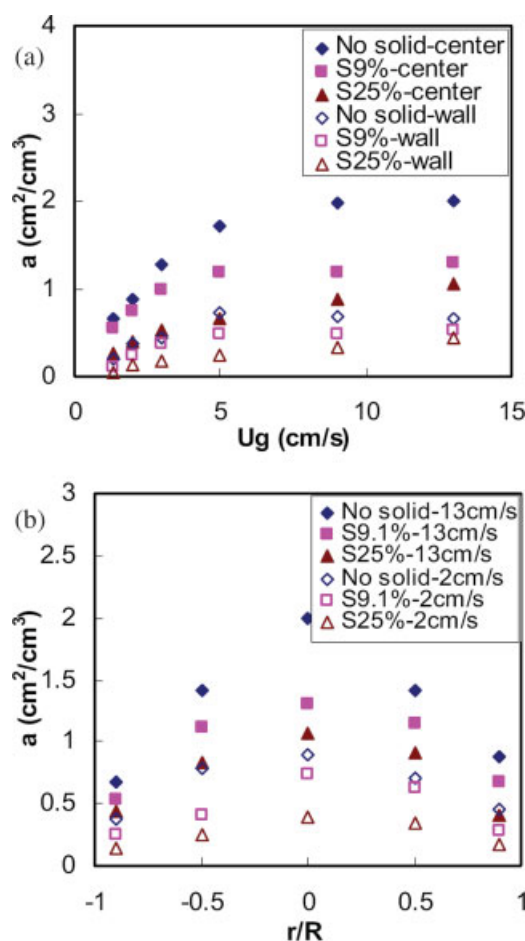 (a)
a (cm²/cm³)
4
3
2
1
0
No solid-center
S9%-center
S25%-center
No solid-wall
S9%-wall
S25%-wall
0 5 10 15
Ug (cm/s)
(b)
a (cm²/cm³)
3
2.5
2
1.5
1
0.5
0
No solid-13cm/s
S9.1%-13cm/s
S25%-13cm/s
No solid-2cm/s
S9.1%-2cm/s
S25%-2cm/s
-1 -0.5 0 0.5 1
r/R